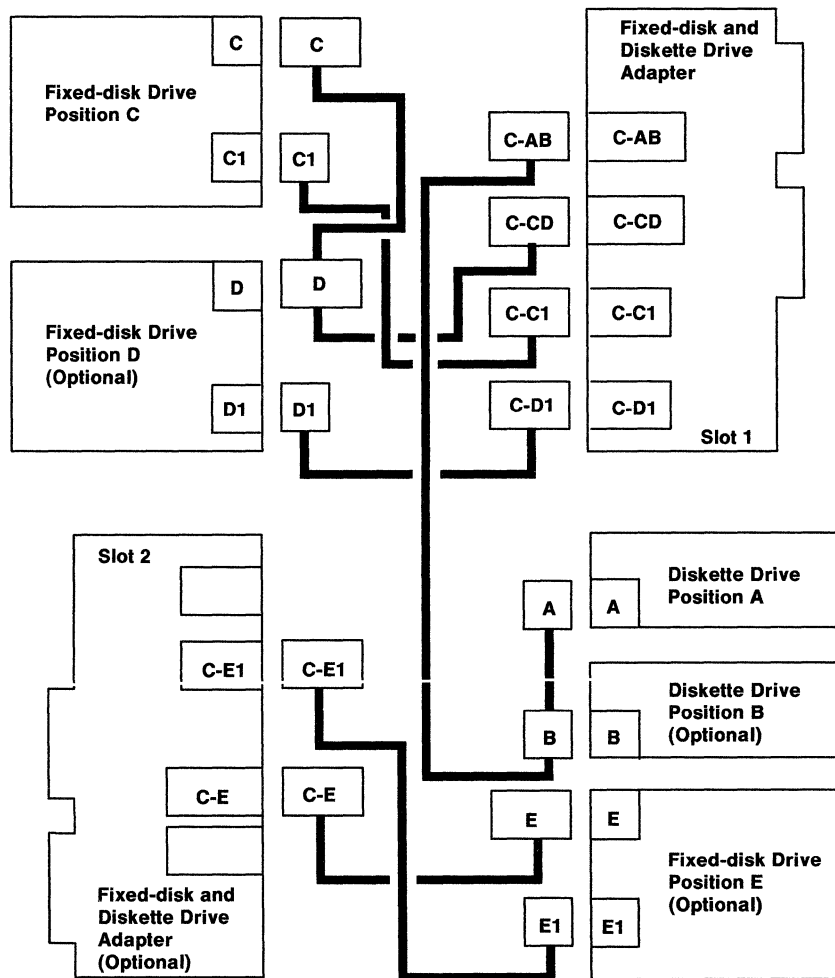 C
C
Fixed-disk Drive
Position C
C1
C1
Fixed-disk and
Diskette Drive
Adapter
C-AB
C-AB
C-CD
C-CD
D
D
C-C1
C-C1
Fixed-disk Drive
Position D
(Optional)
D1
D1
C-D1
C-D1
Slot 1
Slot 2
C-E1
C-E1
C-E
C-E
Fixed-disk and
Diskette Drive
Adapter
(Optional)
A
A
Diskette Drive
Position A
B
B
Diskette Drive
Position B
(Optional)
E
E
Fixed-disk Drive
Position E
(Optional)
E1
E1